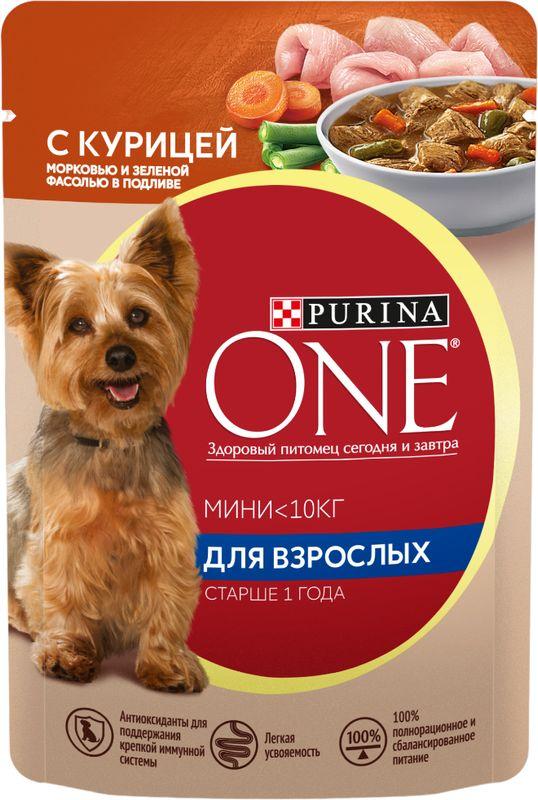 С КУРИЦЕЙ
МОРКОВЬЮ И ЗЕЛЕНОЙ
ФАСОЛЬЮ В ПОДЛИВЕ
PURINA
ONE®
Здоровый питомец сегодня и завтра
МИНИ<10КГ
ДЛЯ ВЗРОСЛЫХ
СТАРШЕ 1 ГОДА
Антиоксиданты для
поддержания
крепкой иммунной
системы
Легкая
усвояемость
100%
100%
полнорационное и
сбалансированное
питание